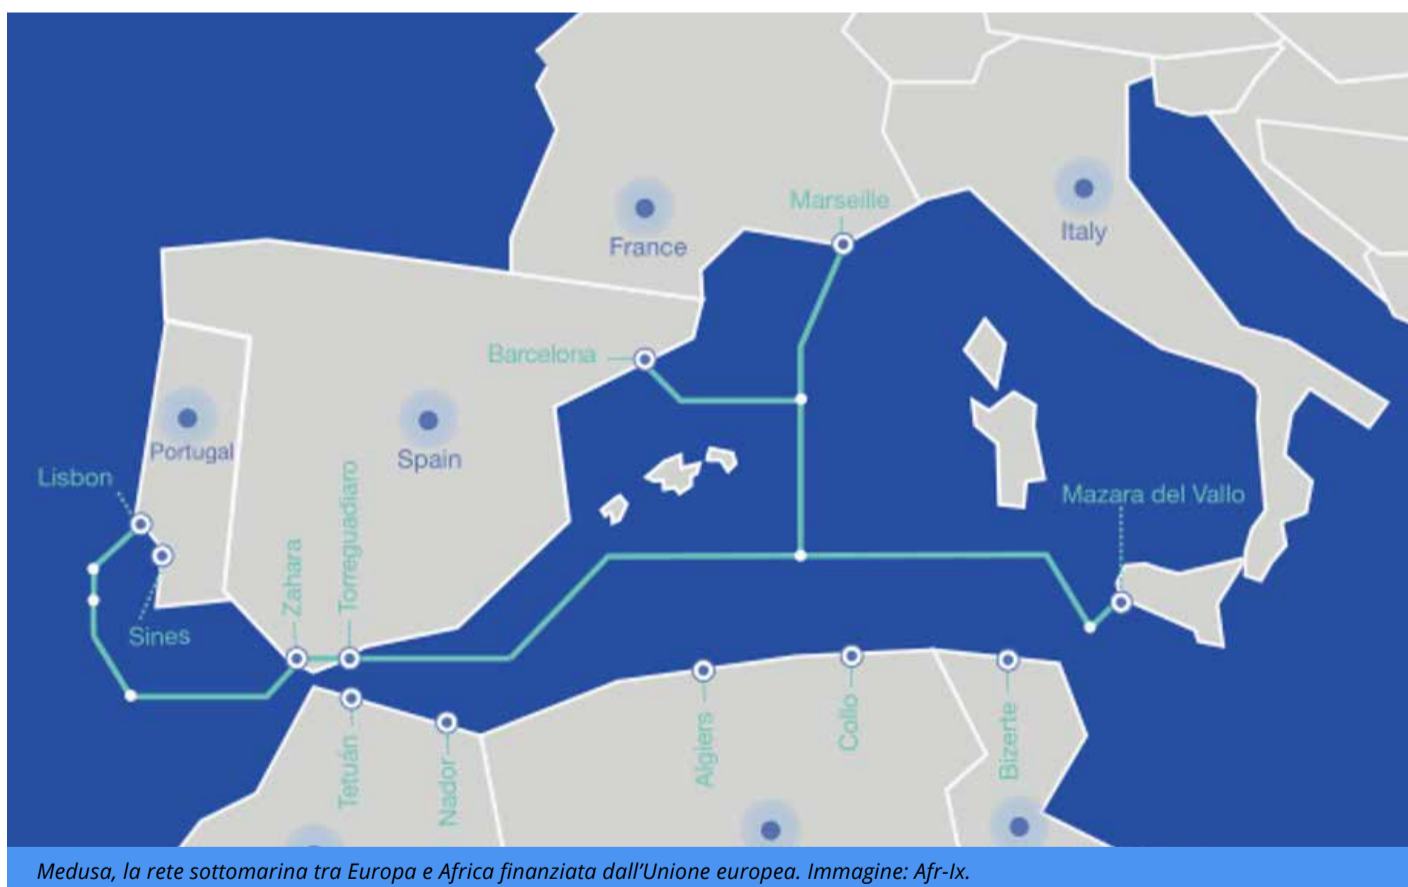 Marseille
France
Italy
Barcelona
Portugal
Spain
Lisbon
Torreguadiaro
Mazara del Vallo
Zahara
Sines
Tetuán
Nador
Algiers
Collo
Bizerte
Medusa, la rete sottomarina tra Europa e Africa finanziata dall’Unione europea. Immagine: Afr-Ix.